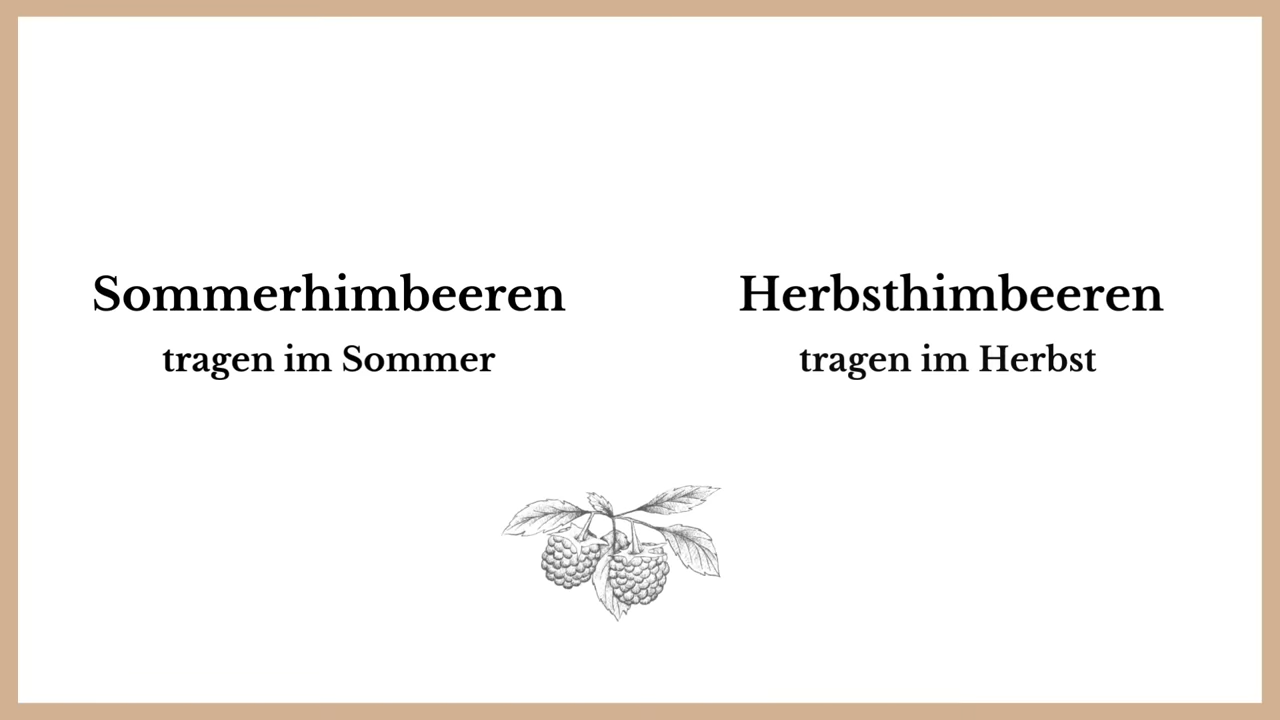 Sommerhimbeeren
tragen im Sommer
Herbsthimbeeren
tragen im Herbst